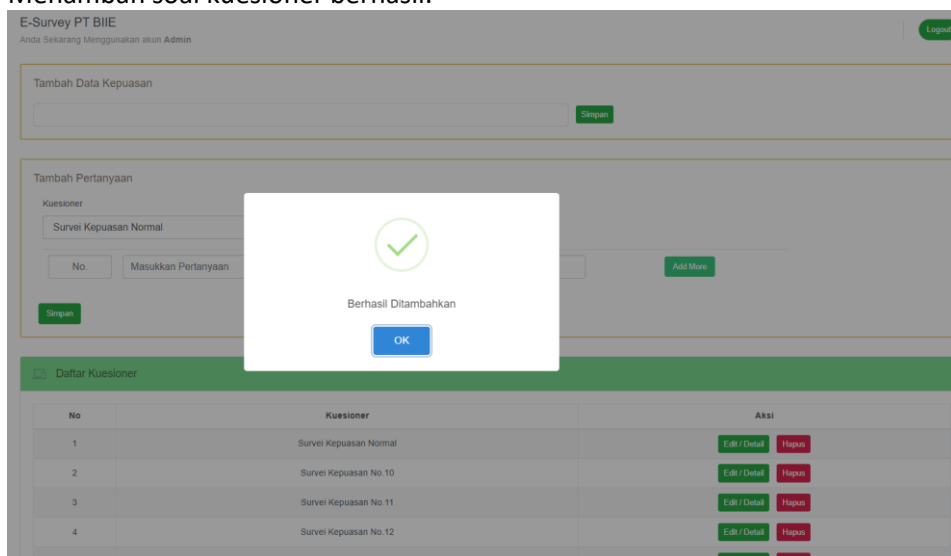 Menambah soal kuesioner berhasil.
E-Survey PT BIIE
Anda Sekarang Menggunakan akun Admin
Logout
Tambah Data Kepuasan
Simpan
Tambah Pertanyaan
Kuesioner
Survei Kepuasan Normal
No. Masukkan Pertanyaan Add More
Simpan
Berhasil Ditambahkan
OK
Daftar Kuesioner
No Kuesioner Aksi
1 Survei Kepuasan Normal Edit / Detail Hapus
2 Survei Kepuasan No.10 Edit / Detail Hapus
3 Survei Kepuasan No.11 Edit / Detail Hapus
4 Survei Kepuasan No.12 Edit / Detail Hapus